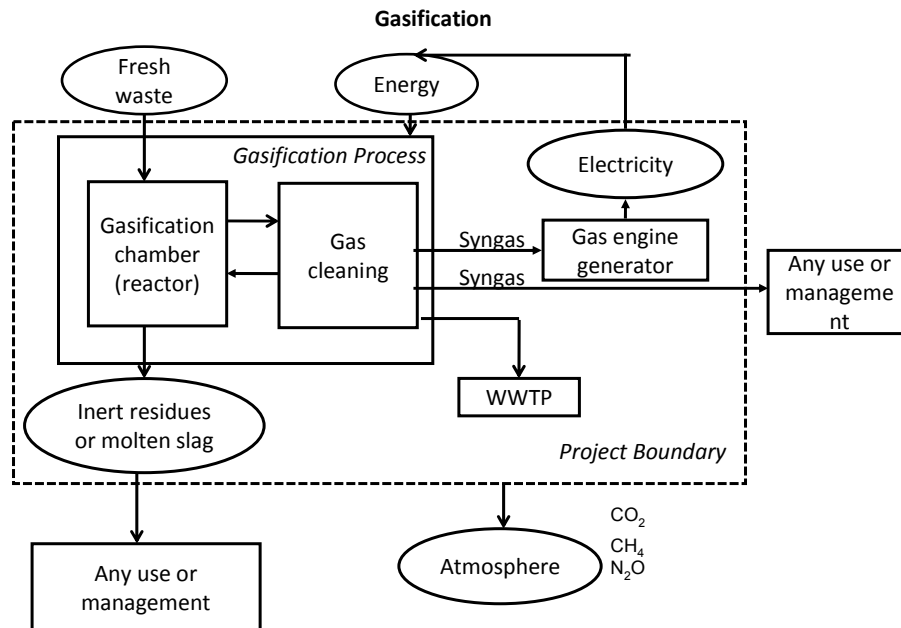 Gasification
Fresh
waste
Energy
Gasification Process
Electricity
Gasification
chamber
(reactor)
Gas
cleaning
Syngas
Gas engine
generator
Syngas
Any use or
manageme
nt
WWTP
Inert residues
or molten slag
Project Boundary
CO₂
CH₄
N₂O
Atmosphere
Any use or
management